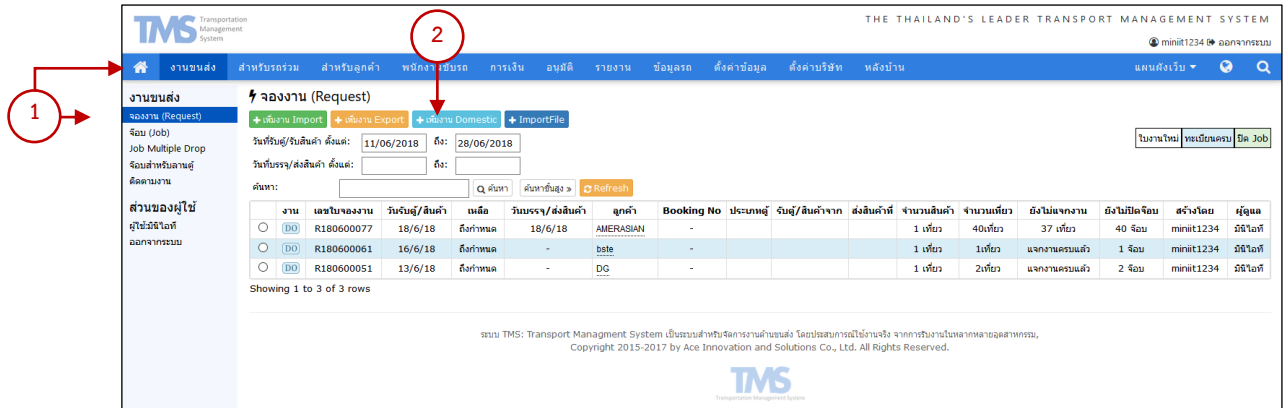 TMS Transportation Management System
THE THAILAND'S LEADER TRANSPORT MANAGEMENT SYSTEM
miniit1234 ออกจากระบบ
2
1
งานขนส่ง สำหรับรถร่วม สำหรับลูกค้า พนักงานขับรถ การเงิน อนุมัติ รายงาน ข้อมูลรถ ตั้งค่าข้อมูล ตั้งค่าบริษัท หลังบ้าน แผนผังเว็บ
งานขนส่ง
จองงาน (Request)
จ๊อบ (Job)
Job Multiple Drop
จ๊อบสำหรับลานตู้
ติดตามงาน
ส่วนของผู้ใช้
ผู้ใช้มินิไอที
ออกจากระบบ
จองงาน (Request)
+ เพิ่มงาน Import + เพิ่มงาน Export + เพิ่มงาน Domestic + ImportFile
วันที่รับตู้/รับสินค้า ตั้งแต่: 11/06/2018 ถึง: 28/06/2018
ใบงานใหม่ ทะเบียนครบ ปิด Job
วันที่บรรจุ/ส่งสินค้า ตั้งแต่: ถึง:
ค้นหา: ค้นหา ค้นหาขั้นสูง » Refresh
งาน เลขใบจองงาน วันรับตู้/สินค้า เหลือ วันบรรจุ/ส่งสินค้า ลูกค้า Booking No ประเภทตู้ รับตู้/สินค้าจาก ส่งสินค้าที่ จำนวนสินค้า จำนวนเที่ยว ยังไม่แจกงาน ยังไม่ปิดจ๊อบ สร้างโดย ผู้ดูแล
DO R180600077 18/6/18 ถึงกำหนด 18/6/18 AMERASIAN - 1 เที่ยว 40เที่ยว 37 เที่ยว 40 จ๊อบ miniit1234 มินิไอที
DO R180600061 16/6/18 ถึงกำหนด - bste - 1 เที่ยว 1เที่ยว แจกงานครบแล้ว 1 จ๊อบ miniit1234 มินิไอที
DO R180600051 13/6/18 ถึงกำหนด - DG - 1 เที่ยว 2เที่ยว แจกงานครบแล้ว 2 จ๊อบ miniit1234 มินิไอที
Showing 1 to 3 of 3 rows
ระบบ TMS: Transport Managment System เป็นระบบสำหรับจัดการงานด้านขนส่ง โดยประสบการณ์ใช้งานจริง จากการรับงานในหลากหลายอุตสาหกรรม,
Copyright 2015-2017 by Ace Innovation and Solutions Co., Ltd. All Rights Reserved.
TMS
Transportation Management System